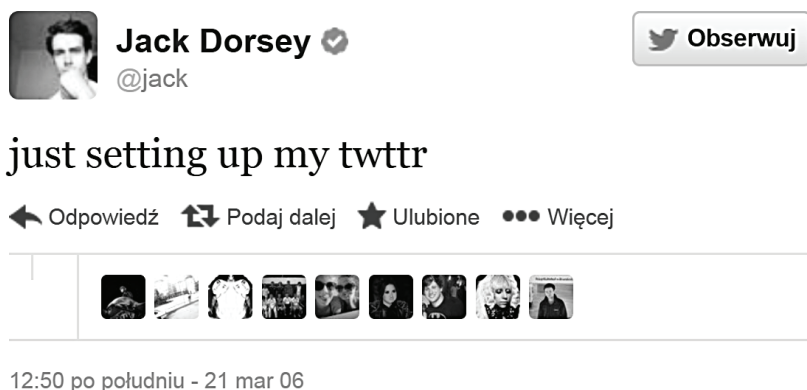 Jack Dorsey
@jack
Obserwuj
just setting up my twttr
Odpowiedź Podaj dalej Ulubione Więcej
12:50 po południu - 21 mar 06